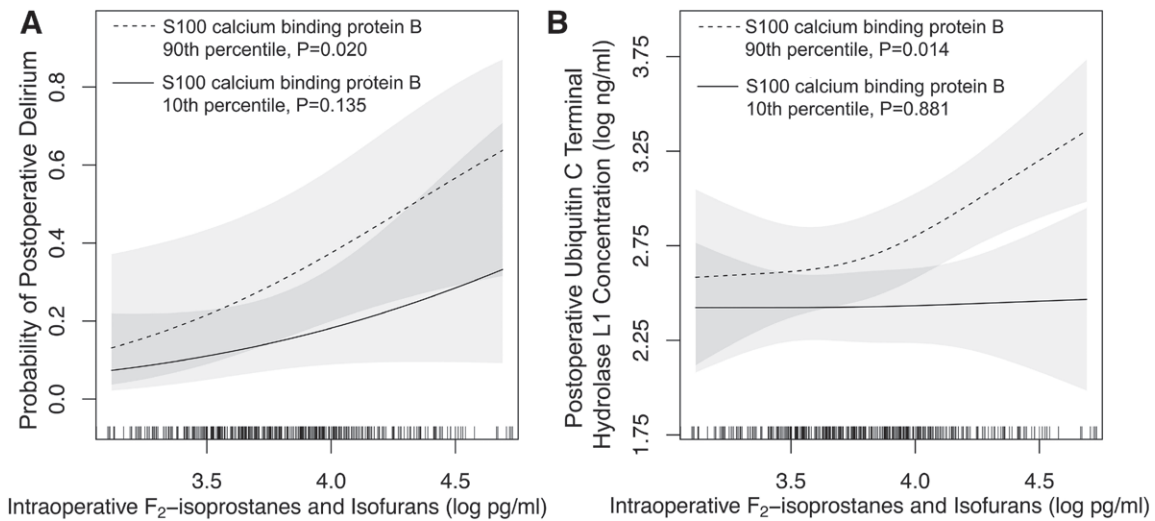 A
S100 calcium binding protein B
90th percentile, P=0.020
S100 calcium binding protein B
10th percentile, P=0.135
Probability of Postoperative Delirium
0.8
0.6
0.4
0.2
0.0
3.5 4.0 4.5
Intraoperative F₂–isoprostanes and Isofurans (log pg/ml)
B
S100 calcium binding protein B
90th percentile, P=0.014
S100 calcium binding protein B
10th percentile, P=0.881
Postoperative Ubiquitin C Terminal
Hydrolase L1 Concentration (log ng/ml)
3.75
3.25
2.75
2.25
1.75
3.5 4.0 4.5
Intraoperative F₂–isoprostanes and Isofurans (log pg/ml)